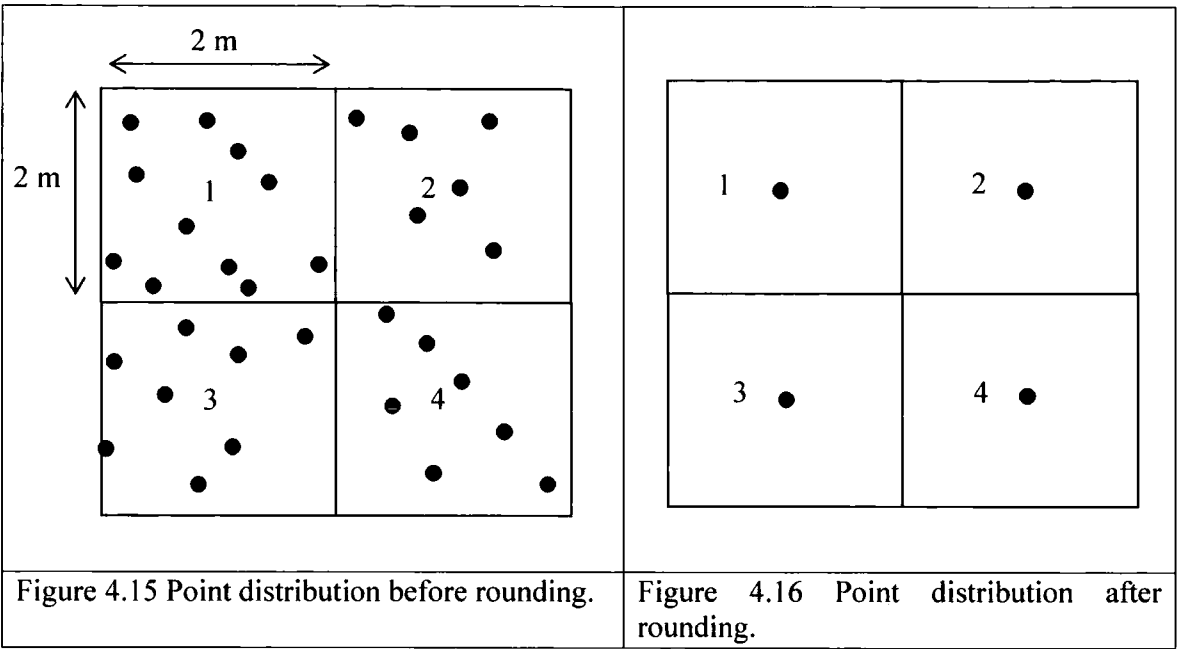 2 m
2 m
1
2
3
4
1
2
3
4
Figure 4.15 Point distribution before rounding.
Figure 4.16 Point distribution after
rounding.